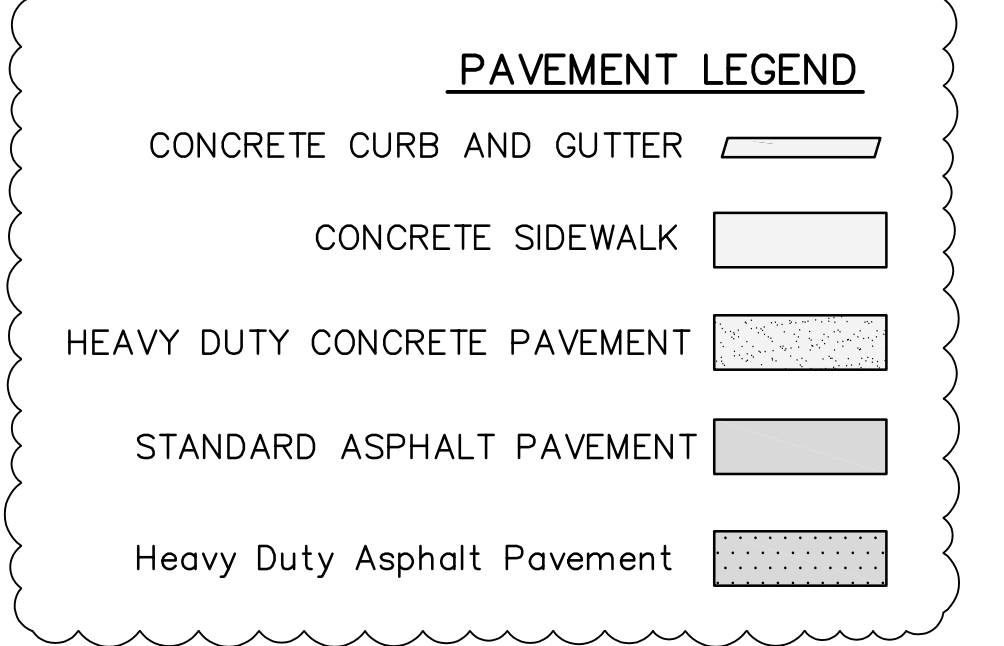 PAVEMENT LEGEND
CONCRETE CURB AND GUTTER
CONCRETE SIDEWALK
HEAVY DUTY CONCRETE PAVEMENT
STANDARD ASPHALT PAVEMENT
Heavy Duty Asphalt Pavement